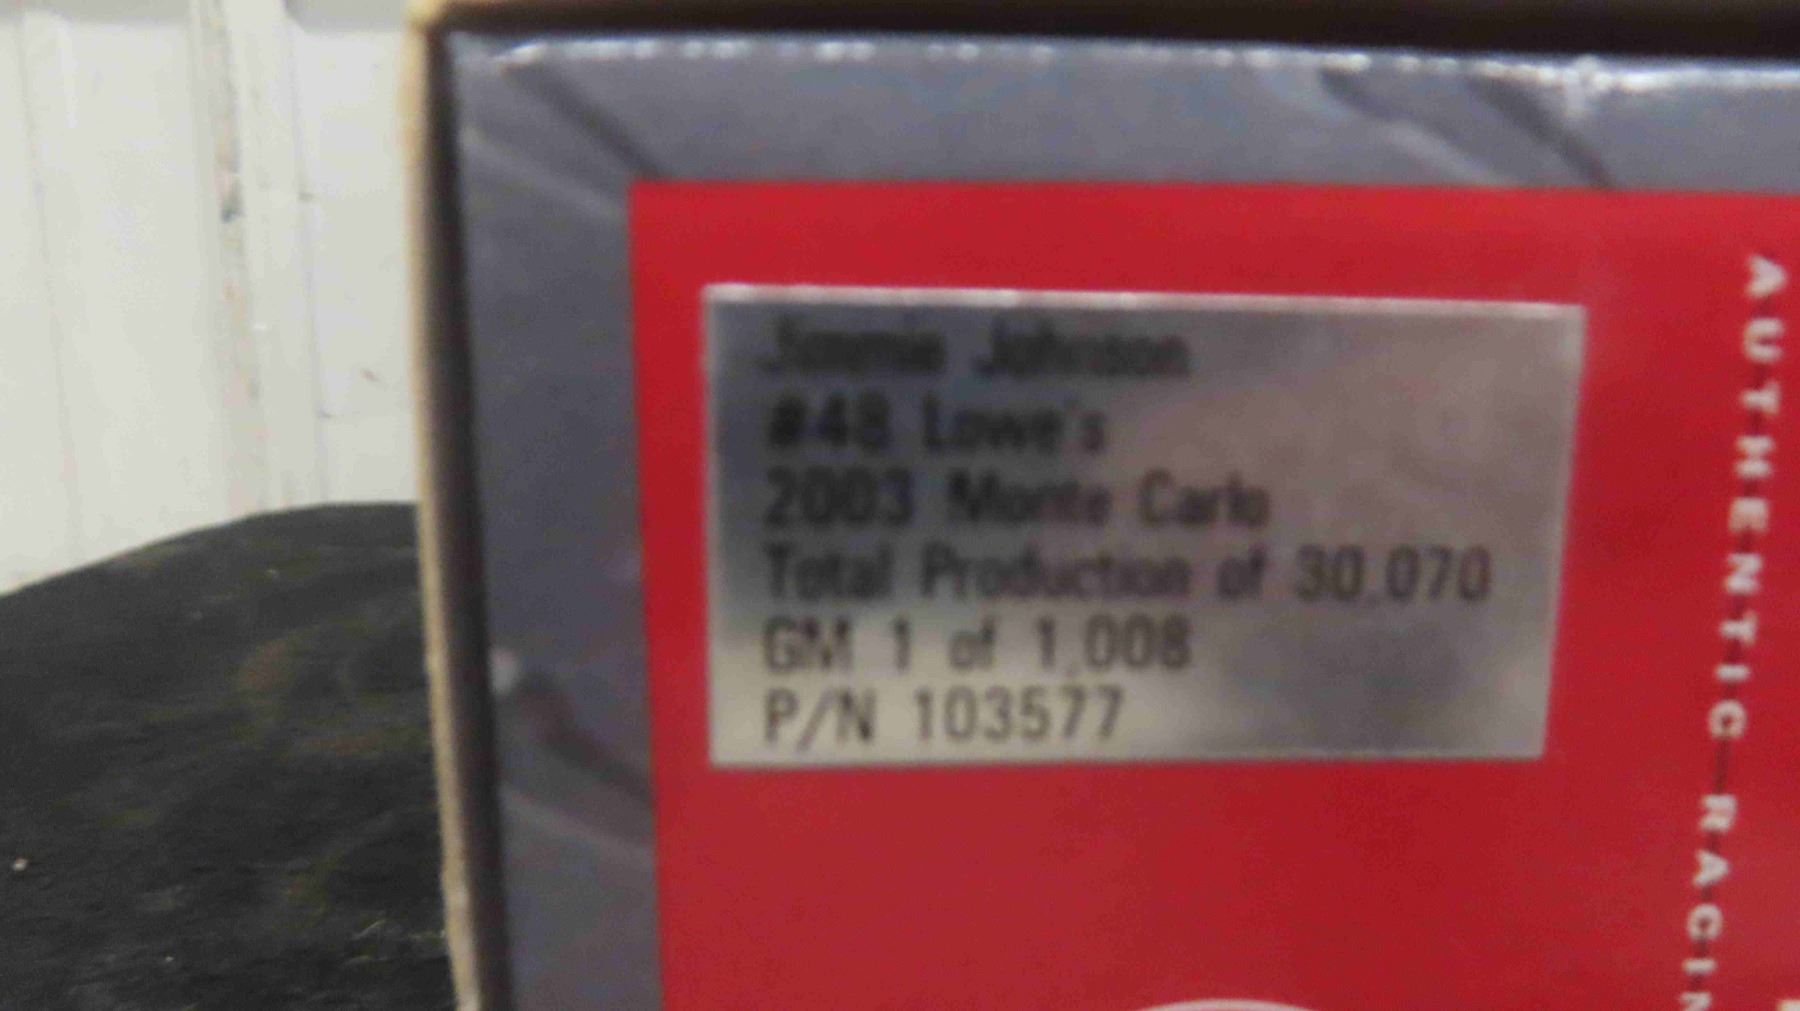 Jimmie Johnson
#48 Lowe's
2003 Monte Carlo
Total Production of 30,070
GM 1 of 1,008
P/N 103577
AUTHENTIC RACIN